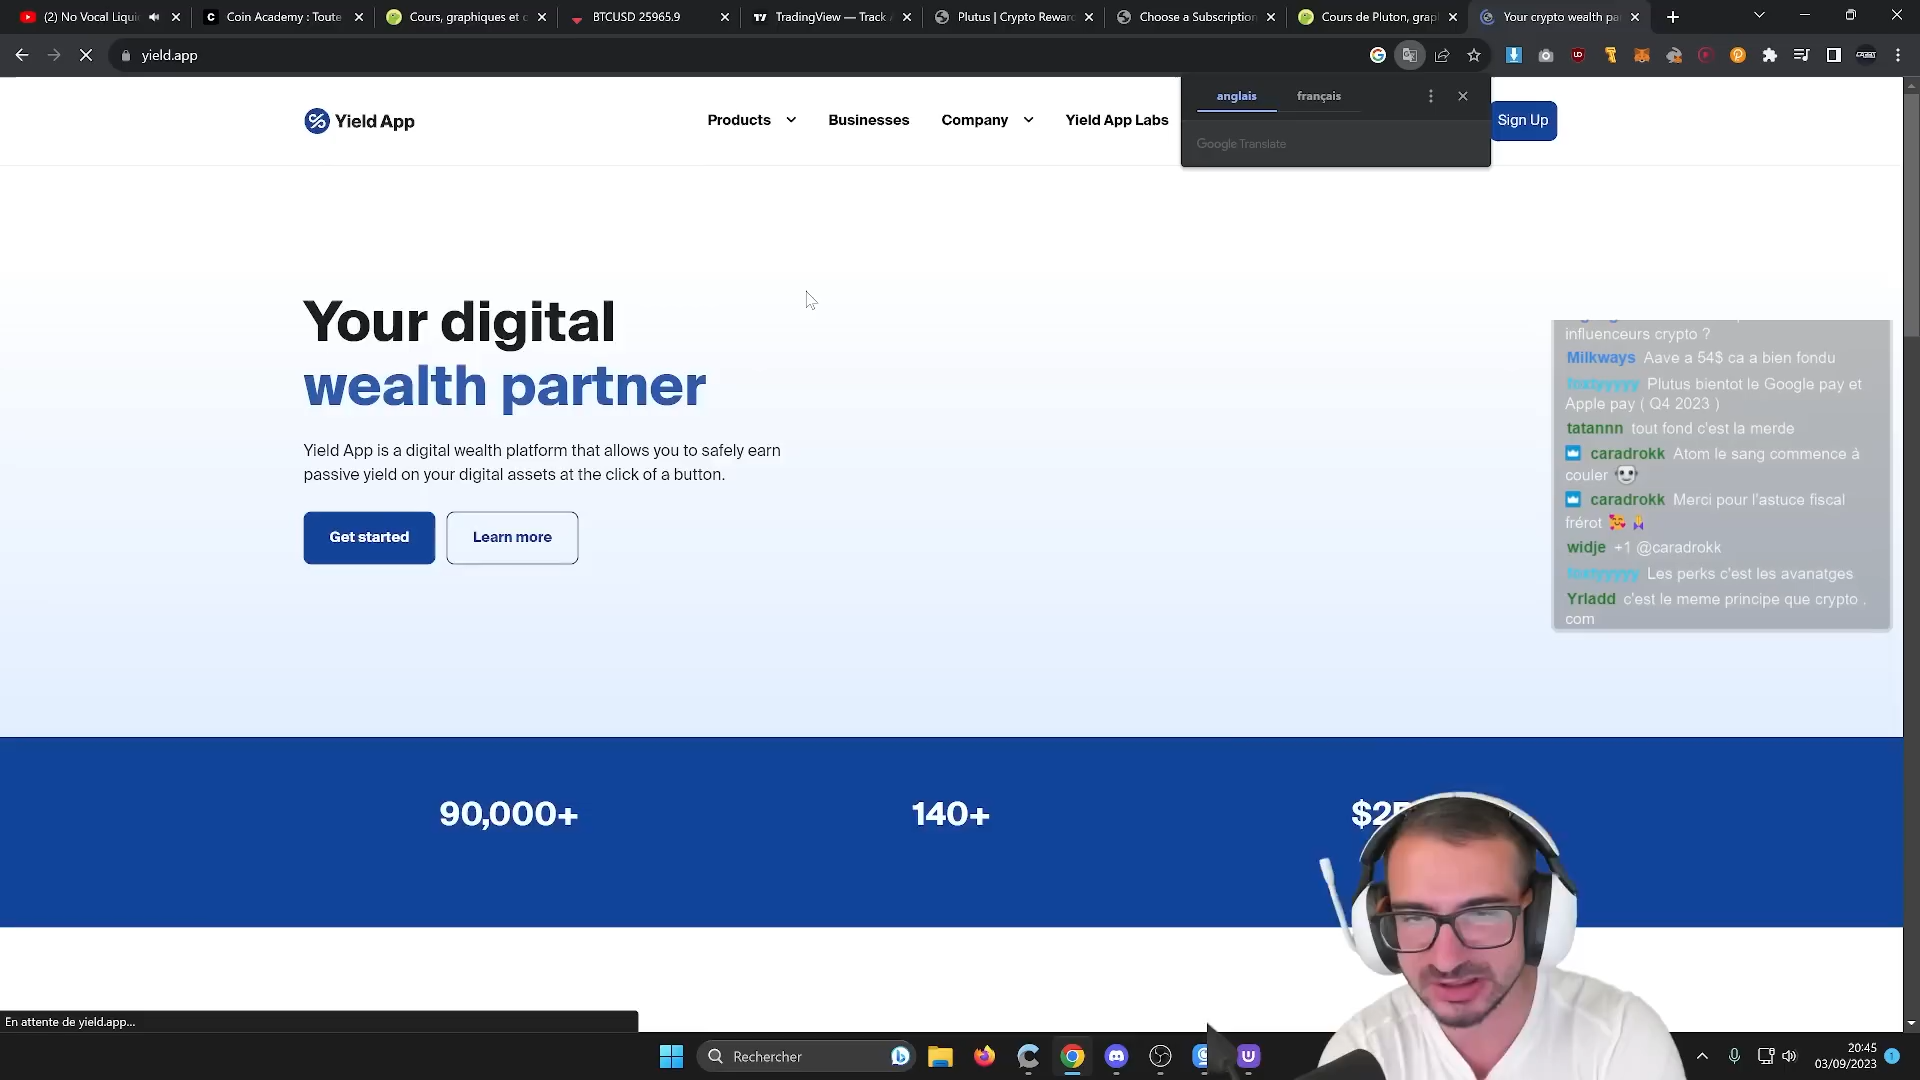 (2) No Vocal Liqui
Coin Academy : Toute
Cours, graphiques et c
BTCUSD 25965.9
TradingView — Track A
Plutus | Crypto Rewar
Choose a Subscription
Cours de Pluton, grap
Your crypto wealth pa
yield.app
anglais français
Google Translate
Yield App
Products
Businesses
Company
Yield App Labs
Sign Up
Your digital
wealth partner
Yield App is a digital wealth platform that allows you to safely earn
passive yield on your digital assets at the click of a button.
Get started
Learn more
influenceurs crypto ?
Milkways Aave a 54$ ca a bien fondu
Plutus bientot le Google pay et
Apple pay ( Q4 2023 )
tatannn tout fond c'est la merde
caradrokk Atom le sang commence à
couler
caradrokk Merci pour l'astuce fiscal
frérot
widje +1 @caradrokk
Les perks c'est les avanatges
Yrladd c'est le meme principe que crypto .
com
90,000+
140+
En attente de yield.app...
Rechercher
20:45
03/09/2023